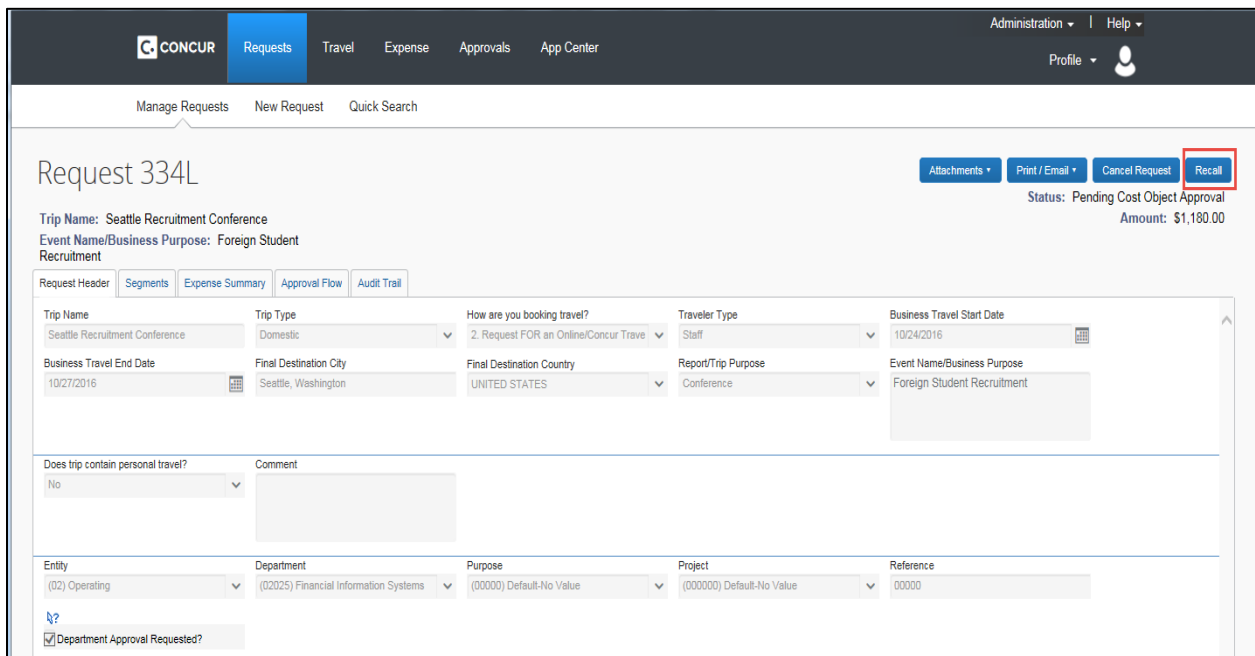 Administration | Help
CONCUR Requests Travel Expense Approvals App Center
Profile
Manage Requests New Request Quick Search
Request 334L
Attachments Print / Email Cancel Request Recall
Status: Pending Cost Object Approval
Trip Name: Seattle Recruitment Conference
Amount: $1,180.00
Event Name/Business Purpose: Foreign Student
Recruitment
Request Header Segments Expense Summary Approval Flow Audit Trail
Trip Name Trip Type How are you booking travel? Traveler Type Business Travel Start Date
Seattle Recruitment Conference Domestic 2. Request FOR an Online/Concur Trave Staff 10/24/2016
Business Travel End Date Final Destination City Final Destination Country Report/Trip Purpose Event Name/Business Purpose
10/27/2016 Seattle, Washington UNITED STATES Conference Foreign Student Recruitment
Does trip contain personal travel? Comment
No
Entity Department Purpose Project Reference
(02) Operating (02025) Financial Information Systems (00000) Default-No Value (000000) Default-No Value 00000
?
Department Approval Requested?